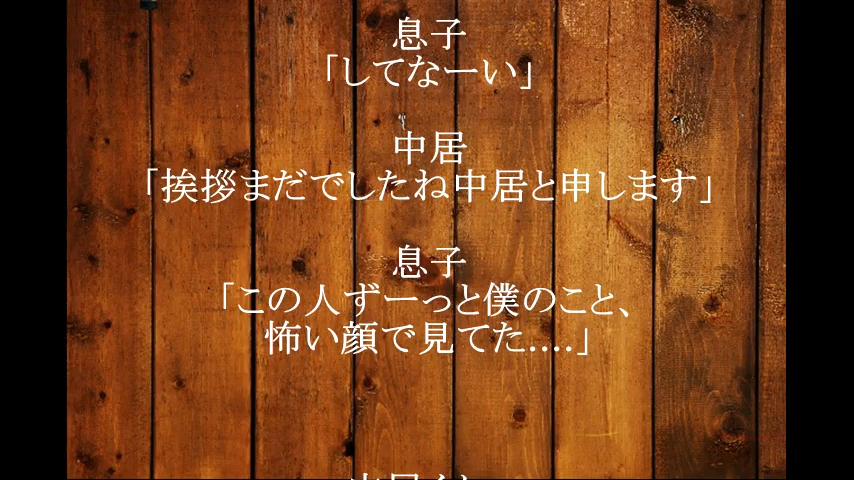 息子
「してなーい」
中居
「挨拶まだでしたね中居と申します」
息子
「この人ずーっと僕のこと、
怖い顔で見てた....」